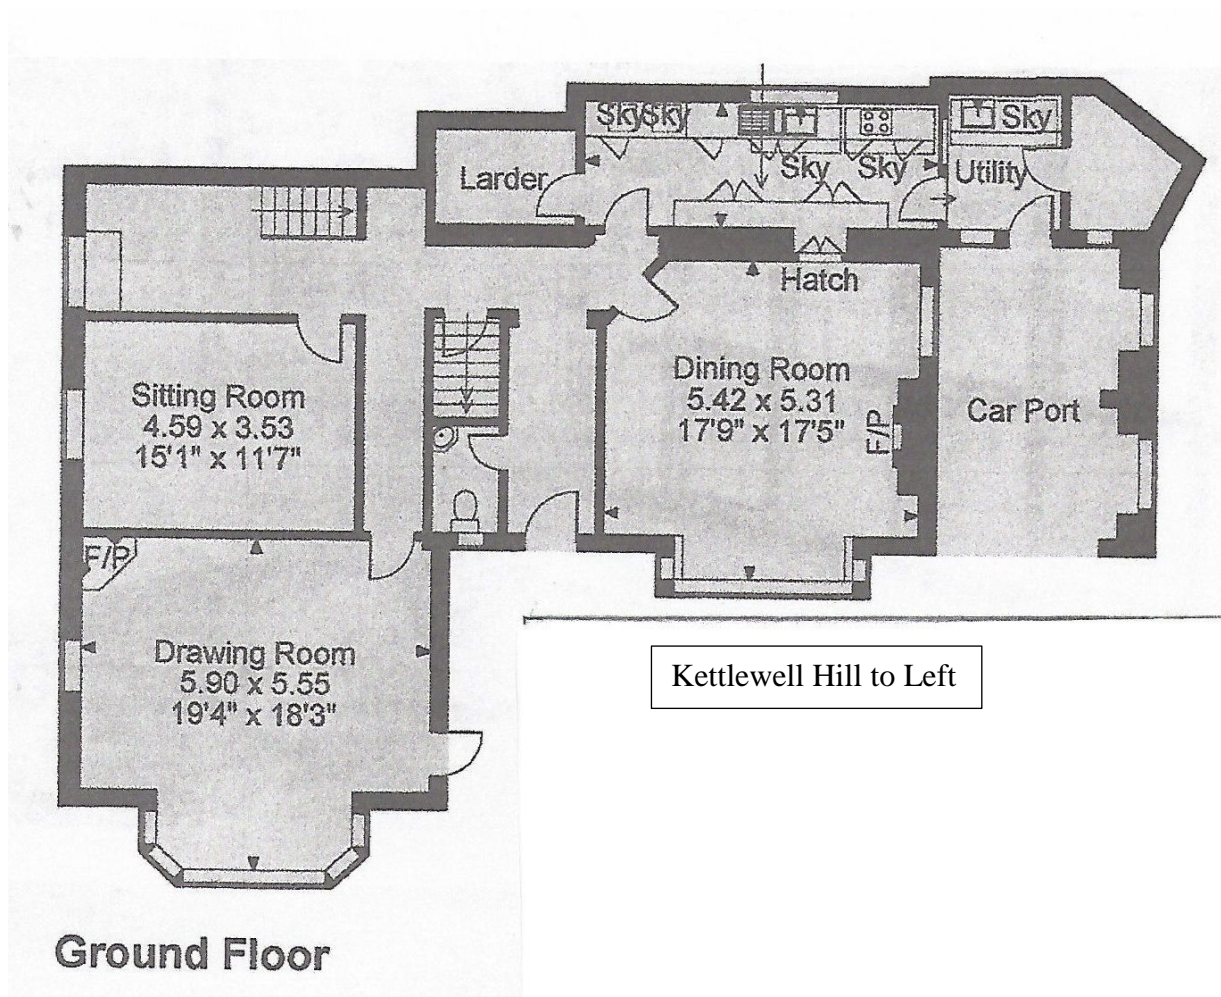 Sky Sky
Sky
Larder
Sky
Sky
Utility
Hatch
Sitting Room
4.59 x 3.53
15'1" x 11'7"
Dining Room
5.42 x 5.31
17'9" x 17'5"
F/P
Car Port
F/P
Drawing Room
5.90 x 5.55
19'4" x 18'3"
Kettlewell Hill to Left
Ground Floor